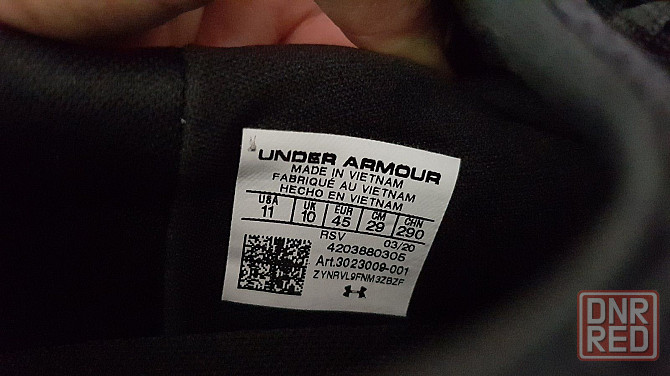 UNDER ARMOUR
MADE IN VIETNAM
FABRIQUÉ AU VIETNAM
HECHO EN VIETNAM
USA UK EUR CM CHN
11 10 45 29 290
RSV 03/20
4203880306
Art.3023009-001
ZYNRVL9FNM3ZBZF
DNR
RED